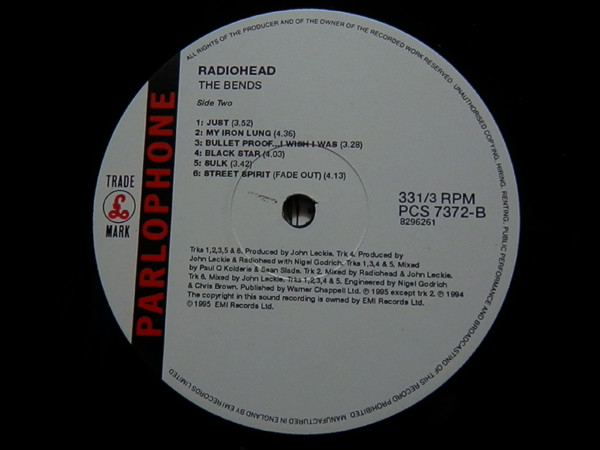 ALL RIGHTS OF THE PRODUCER AND OF THE OWNER OF THE RECORDED WORK RESERVED. UNAUTHORISED COPYING, HIRING, RENTING, PUBLIC PERFORMANCE AND BROADCASTING OF THIS RECORD PROHIBITED. MANUFACTURED IN ENGLAND BY EMI RECORDS LIMITED
PARLOPHONE
TRADE
£
MARK
RADIOHEAD
THE BENDS
Side Two
1: JUST (3.52)
2: MY IRON LUNG (4.36)
3: BULLET PROOF...I WISH I WAS (3.28)
4: BLACK STAR (4.03)
5: SULK (3.42)
6: STREET SPIRIT (FADE OUT) (4.13)
331/3 RPM
PCS 7372-B
8296261
Trks 1,2,3,5 & 6. Produced by John Leckie. Trk 4. Produced by
John Leckie & Radiohead with Nigel Godrich. Trks 1,3,4 & 5. Mixed
by Paul Q Kolderie & Sean Slade. Trk 2. Mixed by Radiohead & John Leckie.
Trk 6. Mixed by John Leckie. Trks 1,2,3,4 & 5. Engineered by Nigel Godrich
& Chris Brown. Published by Warner Chappell Ltd. ℗ 1995 except trk 2. ℗ 1994
The copyright in this sound recording is owned by EMI Records Ltd.
℗ 1995 EMI Records Ltd.